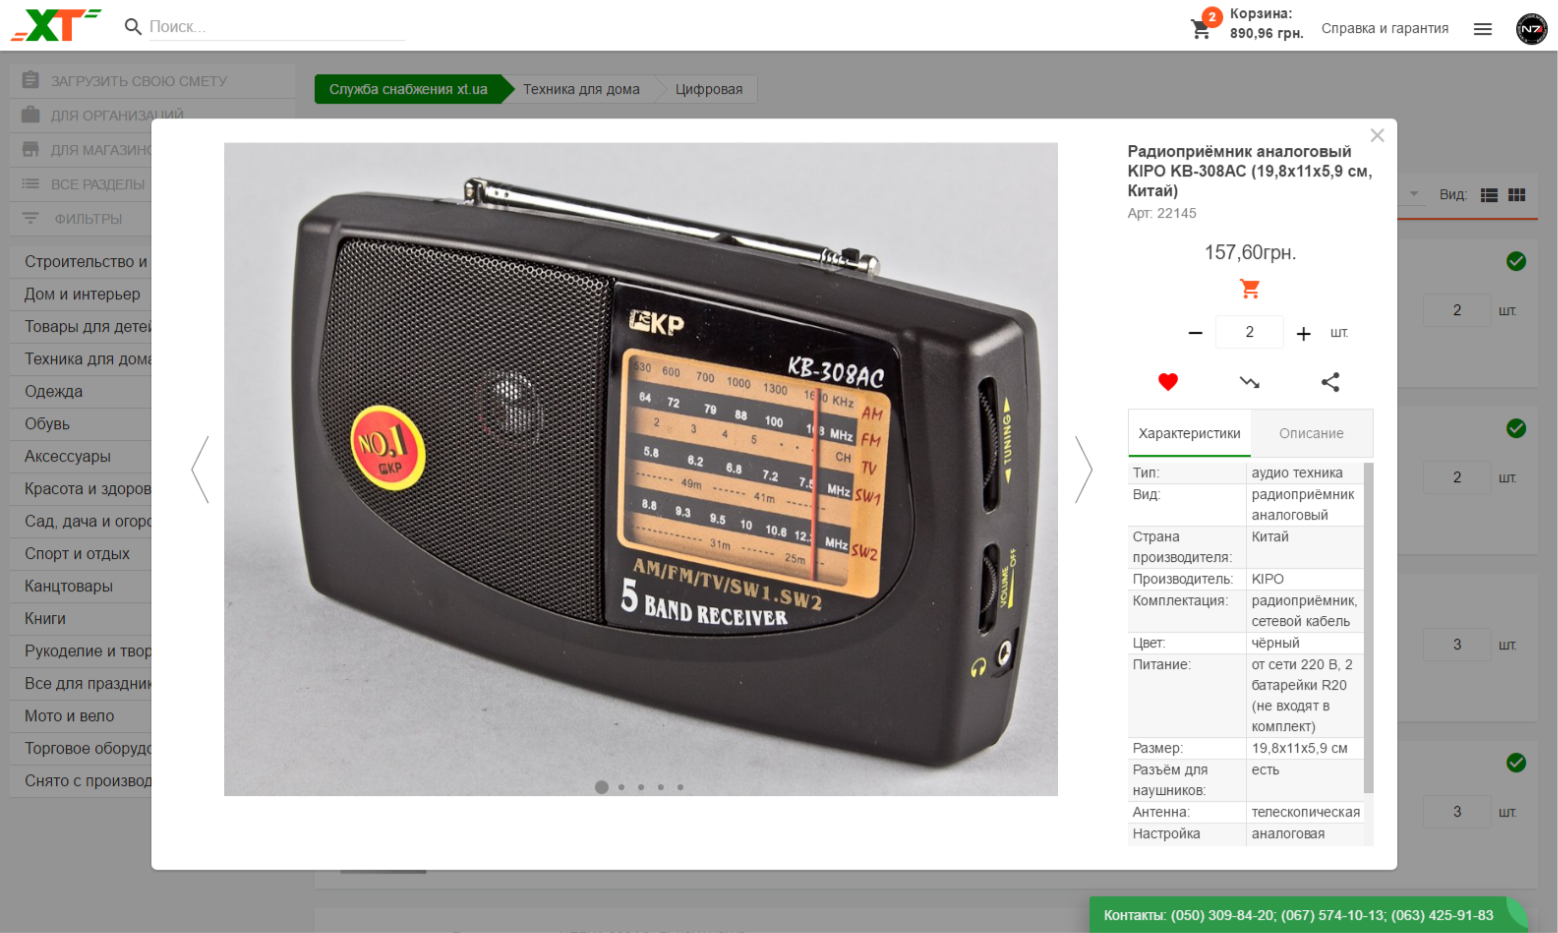 XT
Поиск...
2
Корзина:
890,96 грн.
Справка и гарантия
N7
ЗАГРУЗИТЬ СВОЮ СМЕТУ
ДЛЯ ОРГАНИЗАЦИЙ
ДЛЯ МАГАЗИНО
ВСЕ РАЗДЕЛЫ
ФИЛЬТРЫ
Служба снабжения xt.ua
Техника для дома
Цифровая
Вид:
Строительство и
Дом и интерьер
Товары для детей
Техника для дома
Одежда
Обувь
Аксессуары
Красота и здоров
Сад, дача и огоро
Спорт и отдых
Канцтовары
Книги
Рукоделие и твор
Все для праздник
Мото и вело
Торговое оборудо
Снято с производ
KP
KB-308AC
530 600 700 1000 1300 1600 KHz AM
64 72 79 88 100 108 MHz FM
2 3 4 5 CH TV
5.8 6.2 6.8 7.2 7.5 MHz SW1
49m 41m
8.8 9.3 9.5 10 10.6 12. MHz SW2
31m 25m
AM/FM/TV/SW1.SW2
5 BAND RECEIVER
NO.1
KP
TUNING
VOLUME OFF
Радиоприёмник аналоговый
KIPO KB-308AC (19,8х11х5,9 см,
Китай)
Арт: 22145
157,60грн.
2
шт.
Характеристики
Описание
Тип: аудио техника
Вид: радиоприёмник
аналоговый
Страна Китай
производителя:
Производитель: KIPO
Комплектация: радиоприёмник,
сетевой кабель
Цвет: чёрный
Питание: от сети 220 В, 2
батарейки R20
(не входят в
комплект)
Размер: 19,8х11х5,9 см
Разъём для есть
наушников:
Антенна: телескопическая
Настройка аналоговая
2 шт.
2 шт.
3 шт.
3 шт.
Контакты: (050) 309-84-20; (067) 574-10-13; (063) 425-91-83